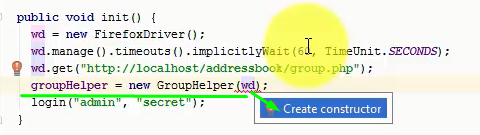 public void init() {
wd = new FirefoxDriver();
wd.manage().timeouts().implicitlyWait(60, TimeUnit.SECONDS);
wd.get("http://localhost/addressbook/group.php");
groupHelper = new GroupHelper(wd);
login("admin", "secret");
Create constructor
}